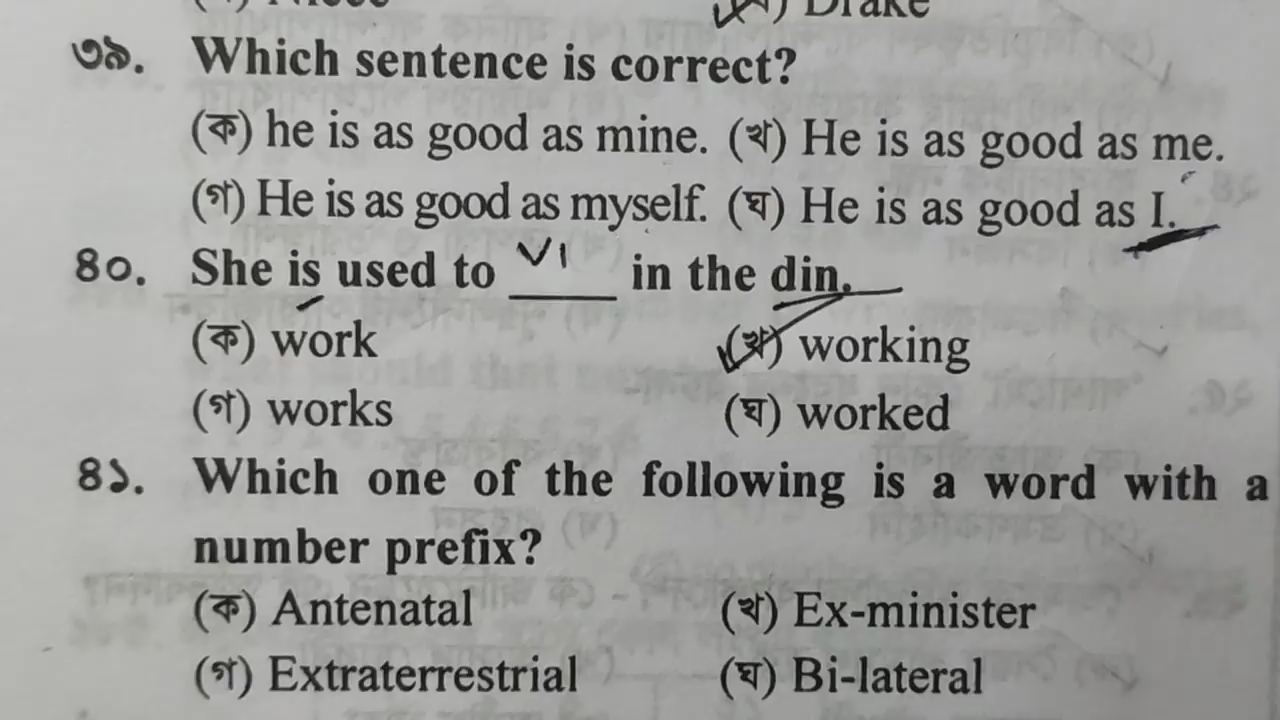 Drake
৩৯. Which sentence is correct?
(ক) he is as good as mine. (খ) He is as good as me.
(গ) He is as good as myself. (ঘ) He is as good as I.
৪০. She is used to ____ in the din.
(ক) work (খ) working
(গ) works (ঘ) worked
৪১. Which one of the following is a word with a
number prefix?
(ক) Antenatal (খ) Ex-minister
(গ) Extraterrestrial (ঘ) Bi-lateral